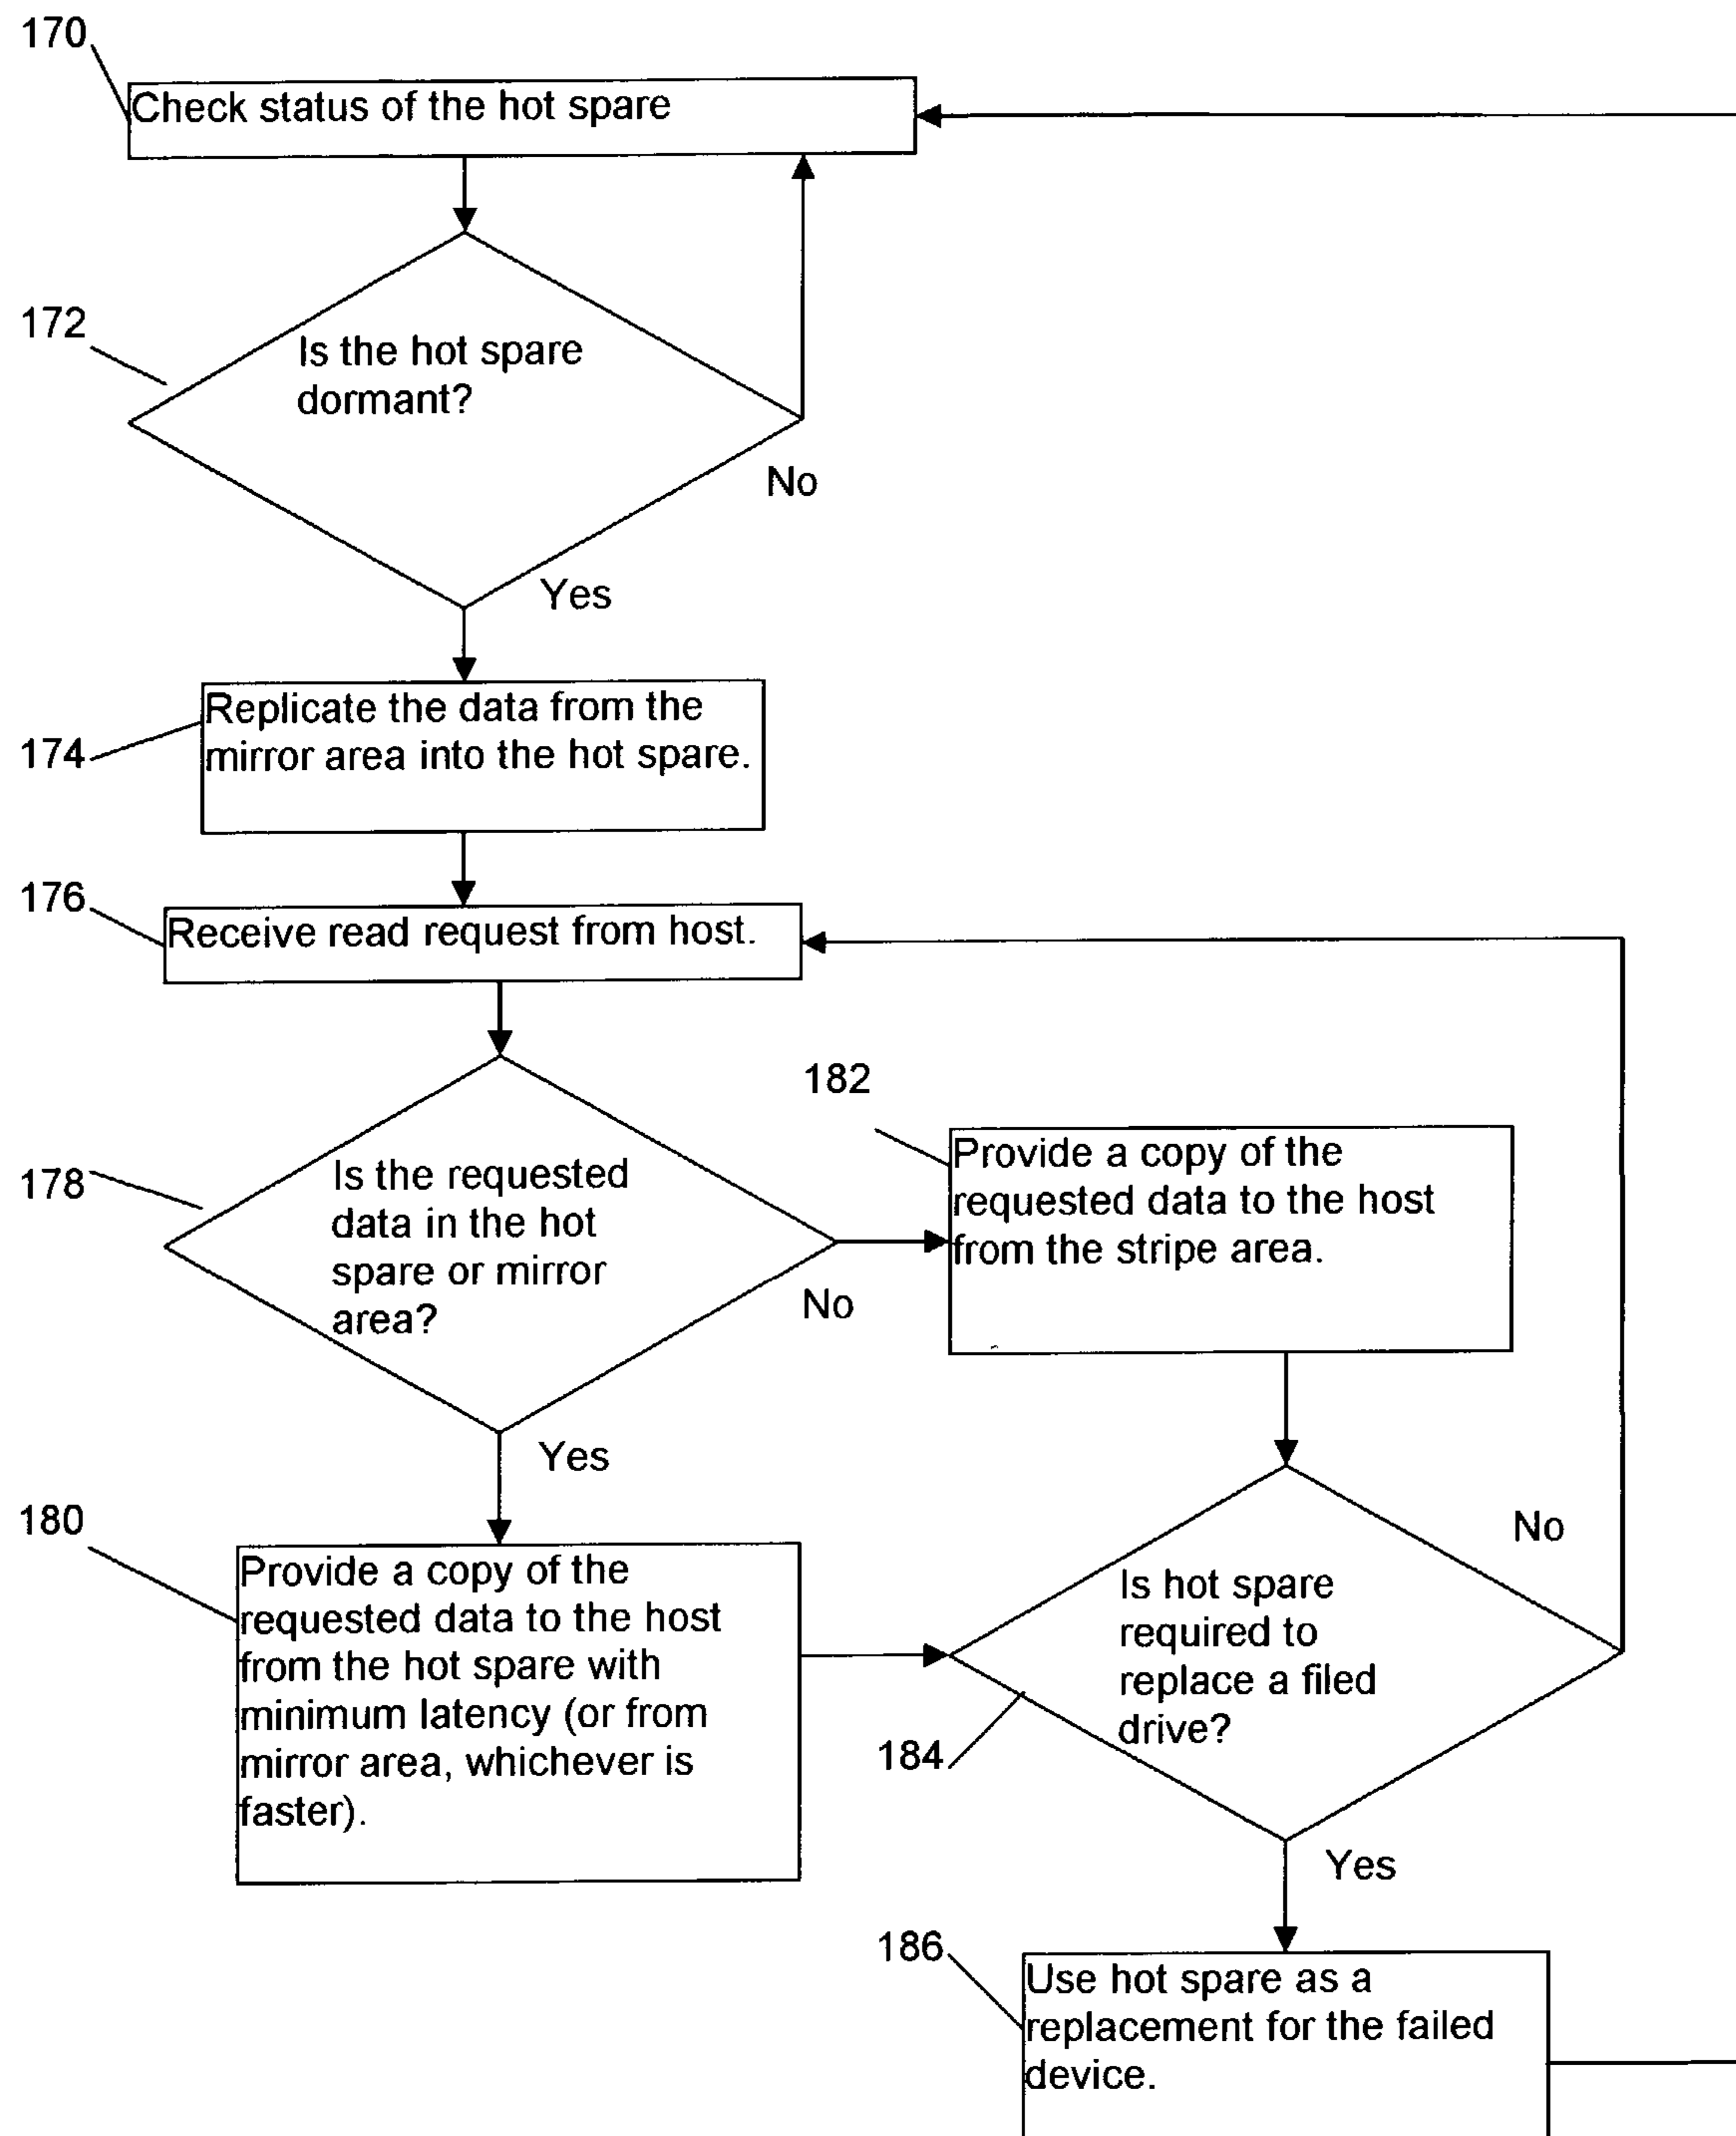 170
Check status of the hot spare
172
Is the hot spare
dormant?
No
Yes
174
Replicate the data from the
mirror area into the hot spare.
176
Receive read request from host.
178
Is the requested
data in the hot
spare or mirror
area?
No
Yes
182
Provide a copy of the
requested data to the host
from the stripe area.
180
Provide a copy of the
requested data to the host
from the hot spare with
minimum latency (or from
mirror area, whichever is
faster).
184
Is hot spare
required to
replace a filed
drive?
No
Yes
186
Use hot spare as a
replacement for the failed
device.